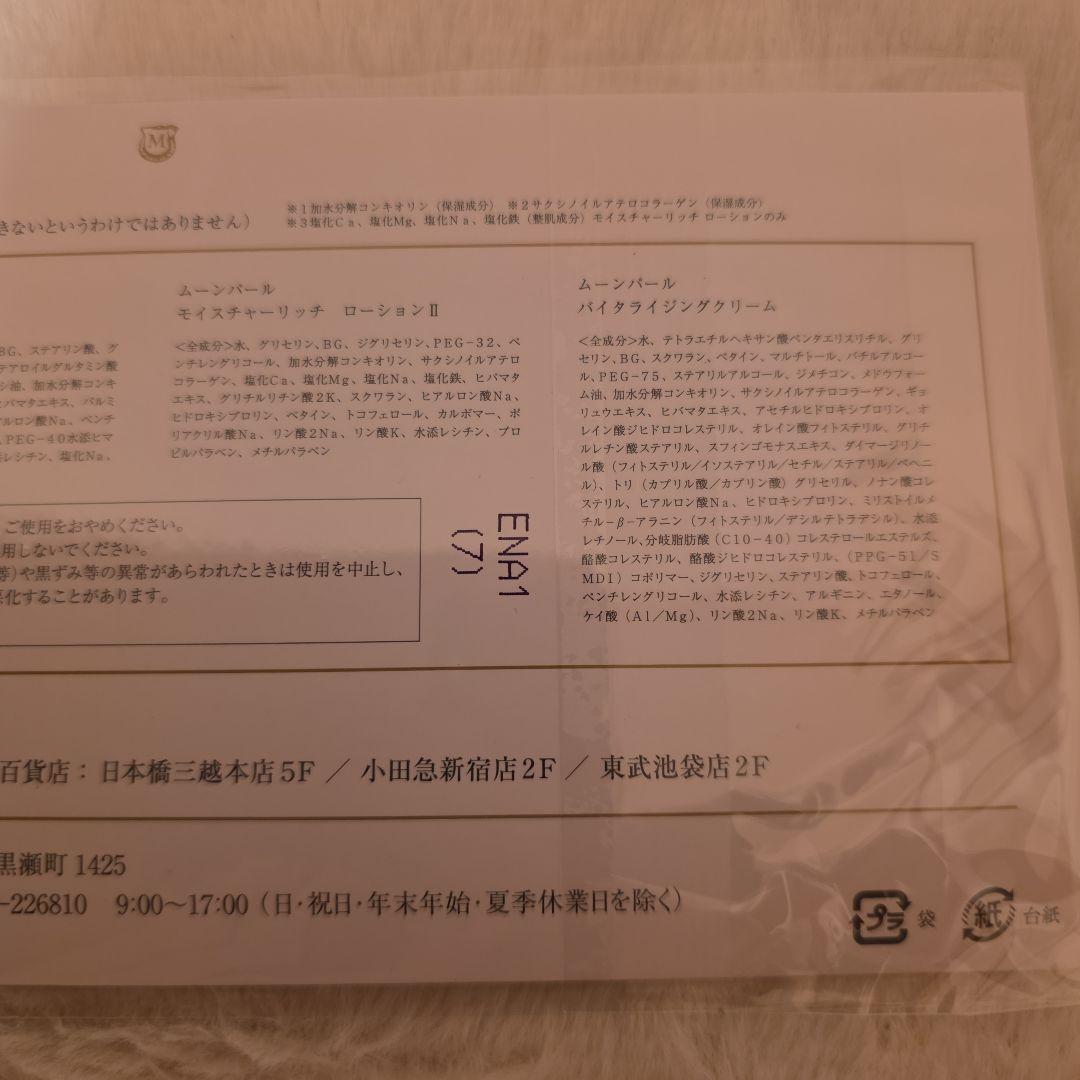 M
※1加水分解コンキオリン（保湿成分） ※2サクシノイルアテロコラーゲン（保湿成分）
きないというわけではありません） ※3塩化Ca、塩化Mg、塩化Na、塩化鉄（整肌成分）モイスチャーリッチ ローションのみ
BG、ステアリン酸、グ
テアロイルグルタミン酸
シ油、加水分解コンキ
ヒバマタエキス、パルミ
ルロン酸Na、ペンチ
、PEG-40水添ヒマ
レシチン、塩化Na、
ムーンパール
モイスチャーリッチ ローションⅡ
<全成分>水、グリセリン、BG、ジグリセリン、PEG-32、ペ
ンチレングリコール、加水分解コンキオリン、サクシノイルアテロ
コラーゲン、塩化Ca、塩化Mg、塩化Na、塩化鉄、ヒバマタ
エキス、グリチルリチン酸2K、スクワラン、ヒアルロン酸Na、
ヒドロキシプロリン、ベタイン、トコフェロール、カルボマー、ポ
リアクリル酸Na、リン酸2Na、リン酸K、水添レシチン、プロ
ピルパラベン、メチルパラベン
ムーンパール
バイタライジングクリーム
<全成分>水、テトラエチルヘキサン酸ペンタエリスリチル、グリ
セリン、BG、スクワラン、ベタイン、マルチトール、バチルアルコー
ル、PEG-75、ステアリルアルコール、ジメチコン、メドウフォー
ム油、加水分解コンキオリン、サクシノイルアテロコラーゲン、ギョ
リュウエキス、ヒバマタエキス、アセチルヒドロキシプロリン、オ
レイン酸ジヒドロコレステリル、オレイン酸フィトステリル、グリチ
ルレチン酸ステアリル、スフィンゴモナスエキス、ダイマージリノー
ル酸（フィトステリル/イソステアリル/セチル/ステアリル/ベヘニ
ル）、トリ（カプリル酸/カプリン酸）グリセリル、ノナン酸コレ
ステリル、ヒアルロン酸Na、ヒドロキシプロリン、ミリストイルメ
チル-β-アラニン（フィトステリル/デシルテトラデシル）、水添
レチノール、分岐脂肪酸（C10-40）コレステロールエステルズ、
酪酸コレステリル、酪酸ジヒドロコレステリル、（PPG-51/S
MDI）コポリマー、ジグリセリン、ステアリン酸、トコフェロール、
ペンチレングリコール、水添レシチン、アルギニン、エタノール、
ケイ酸（Al/Mg）、リン酸2Na、リン酸K、メチルパラベン
ご使用をおやめください。
用しないでください。
等）や黒ずみ等の異常があらわれたときは使用を中止し、
悪化することがあります。
ENA1
(7)
百貨店：日本橋三越本店5F ／ 小田急新宿店2F ／ 東武池袋店2F
黒瀬町 1425
-226810 9:00〜17:00（日・祝日・年末年始・夏季休業日を除く）
プラ 袋 紙 台紙